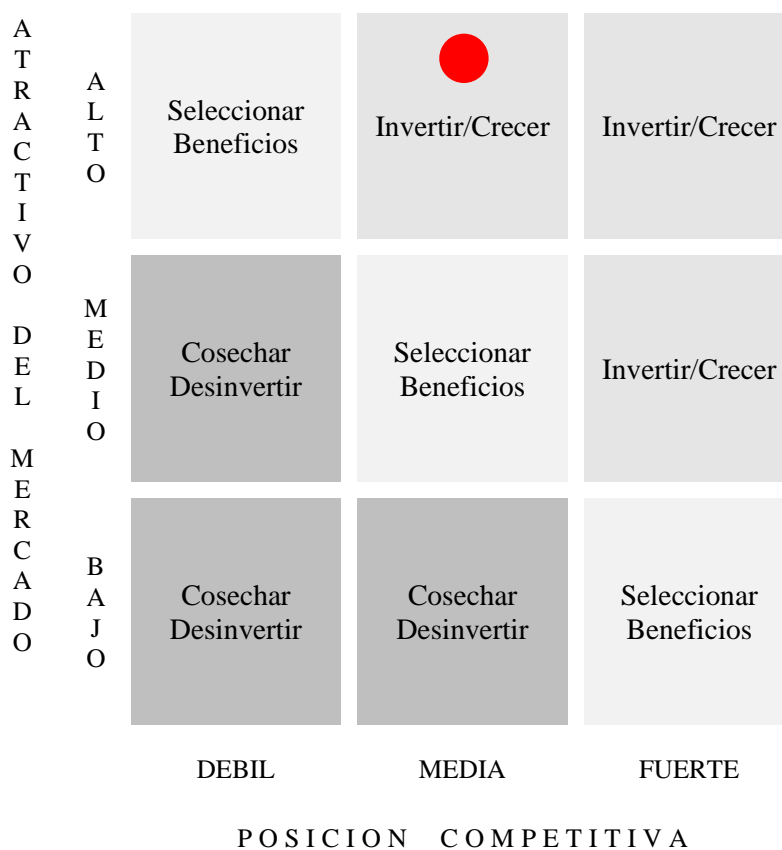 ATRACTIVO DEL MERCADO
ALTO
Seleccionar
Beneficios
Invertir/Crecer
Invertir/Crecer
MEDIO
Cosechar
Desinvertir
Seleccionar
Beneficios
Invertir/Crecer
BAJO
Cosechar
Desinvertir
Cosechar
Desinvertir
Seleccionar
Beneficios
DEBIL MEDIA FUERTE
POSICION COMPETITIVA